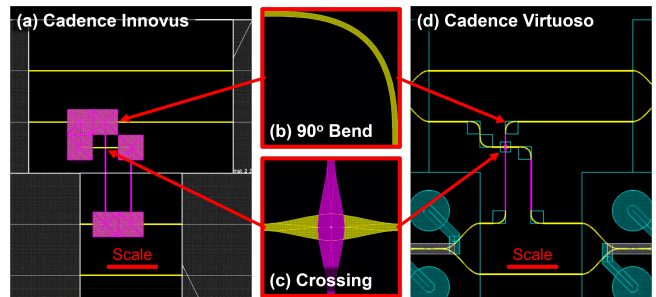 (a) Cadence Innovus
(b) 90° Bend
(c) Crossing
Scale
(d) Cadence Virtuoso
Scale